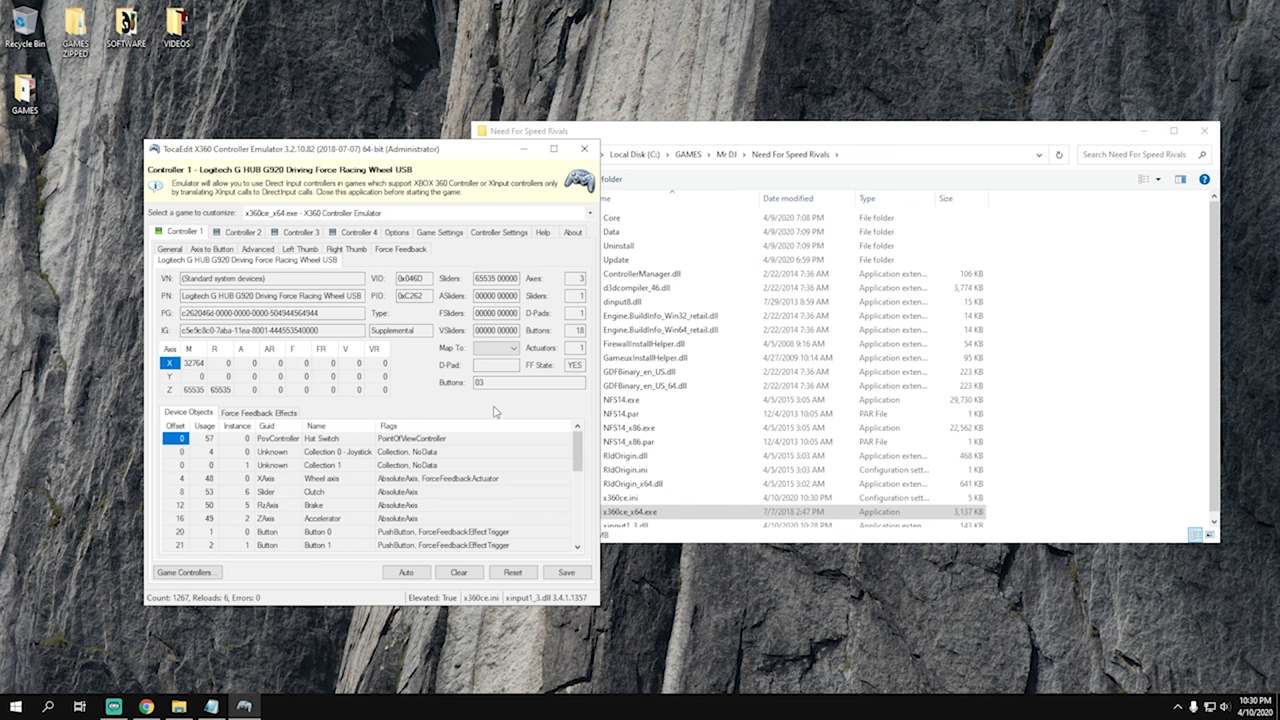 Recycle Bin
GAMES ZIPPED
SOFTWARE
VIDEOS
GAMES
TocaEdit X360 Controller Emulator 3.2.10.82 (2018-07-07) 64-bit (Administrator)
Controller 1 - Logitech G HUB G920 Driving Force Racing Wheel USB
Emulator will allow you to use Direct Input controllers in games which support XBOX 360 Controller or XInput controllers only
by translating XInput calls to DirectInput calls. Close this application before starting the game.
Select a game to customize: x360ce_x64.exe - X360 Controller Emulator
Controller 1 Controller 2 Controller 3 Controller 4 Options Game Settings Controller Settings Help About
General Axis to Button Advanced Left Thumb Right Thumb Force Feedback
Logitech G HUB G920 Driving Force Racing Wheel USB
VN: (Standard system devices) VID: 0x046D Sliders: 65535 00000 Axes: 3
PN: Logitech G HUB G920 Driving Force Racing Wheel USB PID: 0xC262 ASliders: 00000 00000 Sliders: 1
PG: c262046d-0000-0000-0000-504944564944 Type: FSliders: 00000 00000 D-Pads: 1
IG: c5e9c8c0-7aba-11ea-8001-444553540000 Supplemental VSliders: 00000 00000 Buttons: 18
Axis M R A AR F FR V VR Map To: Actuators: 1
X 32764 0 0 0 0 0 0 0 D-Pad: FF State: YES
Y 0 0 0 0 0 0 0 0 Buttons: 03
Z 65535 65535 0 0 0 0 0 0
Device Objects Force Feedback Effects
Offset Usage Instance Guid Name Flags
0 57 0 PovController Hat Switch PointOfViewController
0 4 0 Unknown Collection 0 - Joystick Collection, NoData
0 0 1 Unknown Collection 1 Collection, NoData
4 48 0 XAxis Wheel axis AbsoluteAxis, ForceFeedbackActuator
8 53 6 Slider Clutch AbsoluteAxis
12 50 5 RzAxis Brake AbsoluteAxis
16 49 2 ZAxis Accelerator AbsoluteAxis
20 1 0 Button Button 0 PushButton, ForceFeedbackEffectTrigger
21 2 1 Button Button 1 PushButton, ForceFeedbackEffectTrigger
Game Controllers... Auto Clear Reset Save
Count: 1267, Reloads: 6, Errors: 0 Elevated: True x360ce.ini xinput1_3.dll 3.4.1.1357
Need For Speed Rivals
Local Disk (C:) GAMES Mr DJ Need For Speed Rivals Search Need For Speed Rivals
folder
me Date modified Type Size
Core 4/9/2020 7:08 PM File folder
Data 4/9/2020 7:09 PM File folder
Uninstall 4/9/2020 7:09 PM File folder
Update 4/9/2020 6:59 PM File folder
ControllerManager.dll 2/22/2014 7:36 AM Application exten... 106 KB
d3dcompiler_46.dll 2/22/2014 7:36 AM Application exten... 3,774 KB
dinput8.dll 7/29/2013 8:59 AM Application exten... 15 KB
Engine.BuildInfo_Win32_retail.dll 2/22/2014 7:36 AM Application exten... 54 KB
Engine.BuildInfo_Win64_retail.dll 2/22/2014 7:36 AM Application exten... 64 KB
FirewallInstallHelper.dll 4/5/2008 9:16 AM Application exten... 54 KB
GameuxInstallHelper.dll 4/27/2009 10:14 AM Application exten... 95 KB
GDFBinary_en_US.dll 2/22/2014 7:36 AM Application exten... 223 KB
GDFBinary_en_US_64.dll 2/22/2014 7:36 AM Application exten... 223 KB
NFS14.exe 4/5/2015 3:05 AM Application 29,730 KB
NFS14.par 12/4/2013 10:05 AM PAR File 1 KB
NFS14_x86.exe 4/5/2015 3:03 AM Application 22,562 KB
NFS14_x86.par 12/4/2013 10:05 AM PAR File 1 KB
RldOrigin.dll 4/5/2015 3:03 AM Application exten... 468 KB
RldOrigin.ini 4/5/2015 3:03 AM Configuration sett... 1 KB
RldOrigin_x64.dll 4/5/2015 3:02 AM Application exten... 641 KB
x360ce.ini 4/10/2020 10:30 PM Configuration sett... 5 KB
x360ce_x64.exe 7/7/2018 2:47 PM Application 3,137 KB
xinput1_3.dll 4/10/2020 10:28 PM Application exten... 143 KB
MB
10:30 PM
4/10/2020